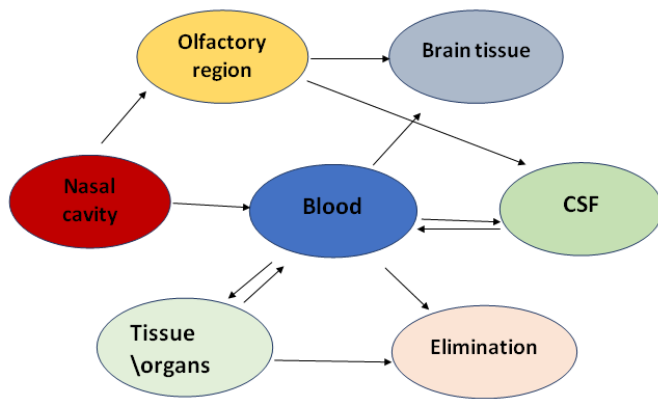 Olfactory
region
Brain tissue
Nasal
cavity
Blood
CSF
Tissue
\organs
Elimination